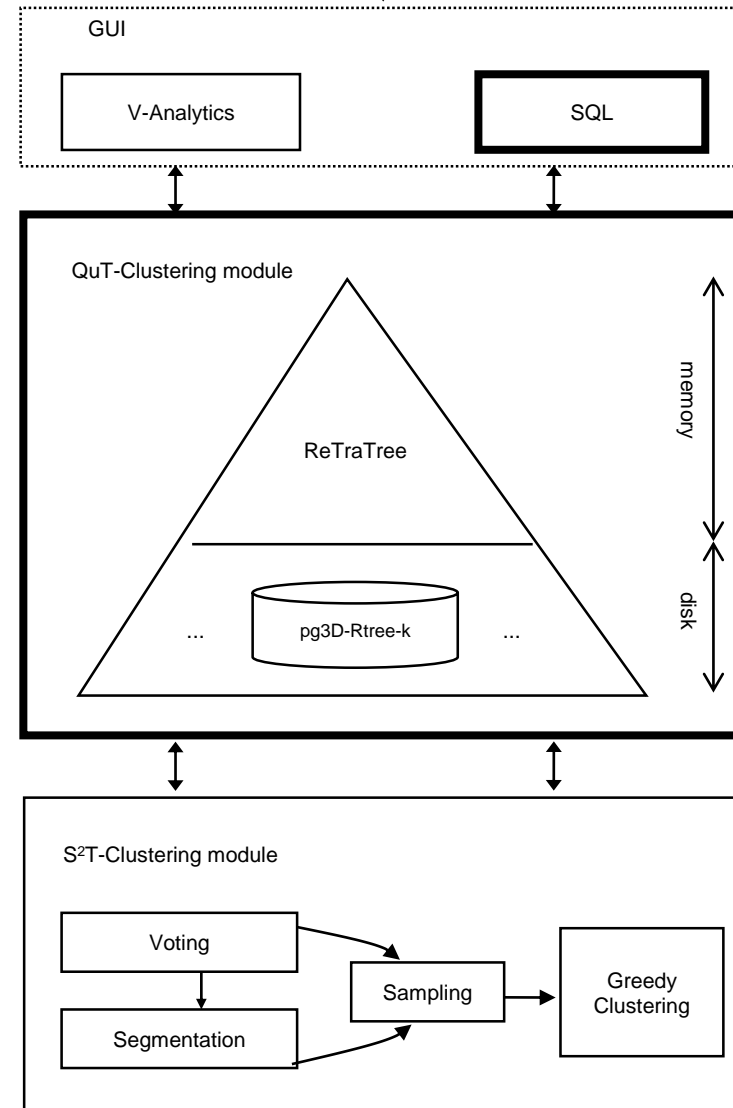 GUI
V-Analytics
SQL
QuT-Clustering module
ReTraTree
memory
... pg3D-Rtree-k ...
disk
S²T-Clustering module
Voting
Sampling
Greedy
Clustering
Segmentation